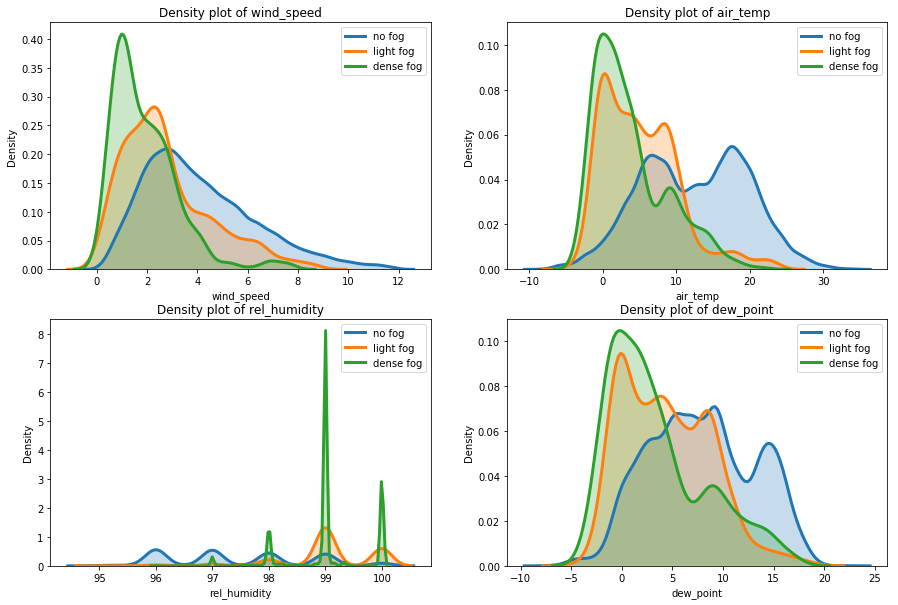 Density plot of wind_speed
Density
0.40
0.35
0.30
0.25
0.20
0.15
0.10
0.05
0.00
0 2 4 6 8 10 12
wind_speed
no fog
light fog
dense fog
Density plot of air_temp
Density
0.10
0.08
0.06
0.04
0.02
0.00
−10 0 10 20 30
air_temp
no fog
light fog
dense fog
Density plot of rel_humidity
Density
8
7
6
5
4
3
2
1
0
95 96 97 98 99 100
rel_humidity
no fog
light fog
dense fog
Density plot of dew_point
Density
0.10
0.08
0.06
0.04
0.02
0.00
−10 −5 0 5 10 15 20 25
dew_point
no fog
light fog
dense fog